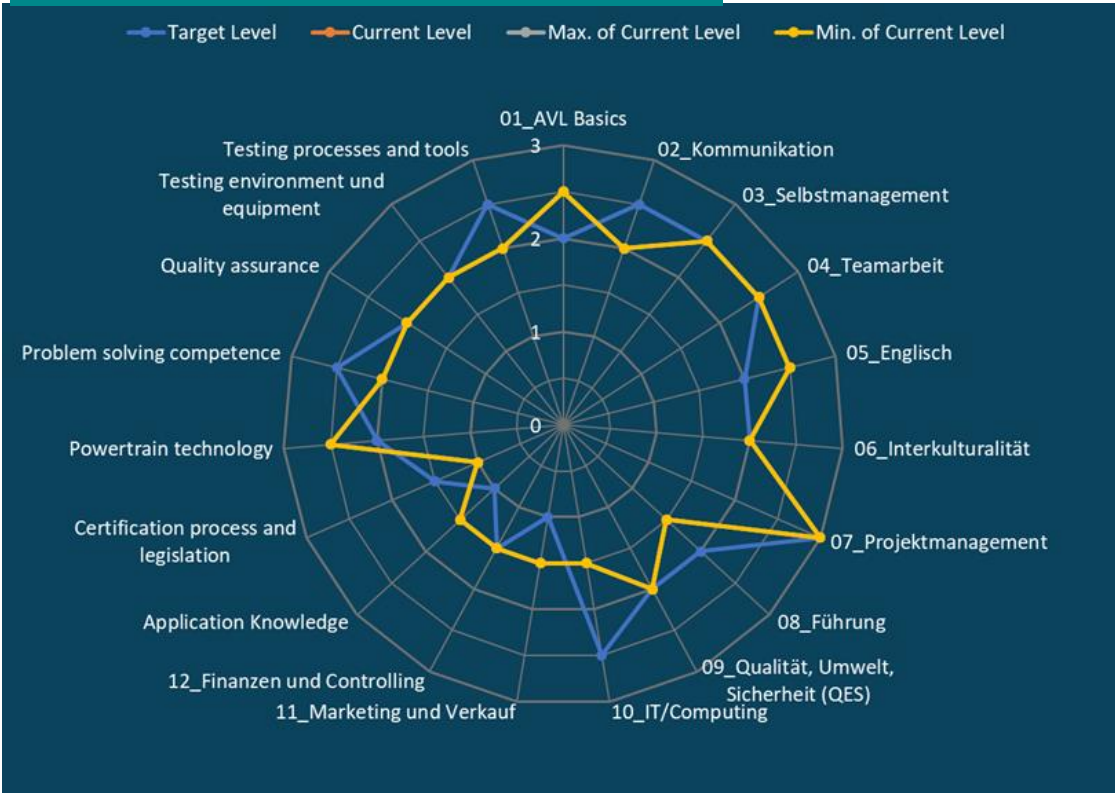 Target Level
Current Level
Max. of Current Level
Min. of Current Level
01_AVL Basics
02_Kommunikation
03_Selbstmanagement
04_Teamarbeit
05_Englisch
06_Interkulturalität
07_Projektmanagement
08_Führung
09_Qualität, Umwelt,
Sicherheit (QES)
10_IT/Computing
11_Marketing und Verkauf
12_Finanzen und Controlling
Application Knowledge
Certification process and
legislation
Powertrain technology
Problem solving competence
Quality assurance
Testing environment und
equipment
Testing processes and tools
3
2
1
0